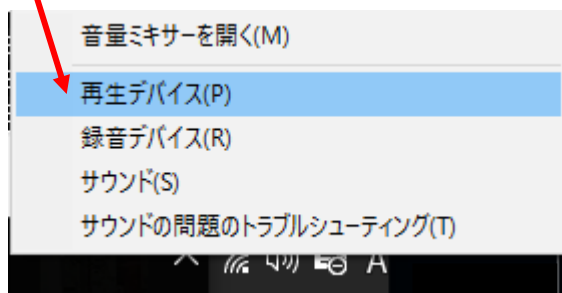 音量ミキサーを開く(M)
再生デバイス(P)
録音デバイス(R)
サウンド(S)
サウンドの問題のトラブルシューティング(T)
A